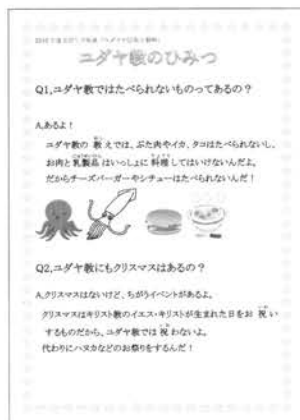 ユダヤ教のひみつ
Q1,ユダヤ教ではたべられないものってあるの？
A,あるよ！
ユダヤ教の教えでは、ぶた肉やイカ、タコはたべられないし、
お肉と乳製品はいっしょに料理してはいけないんだよ。
だからチーズバーガーやシチューはたべられないんだ！
Q2,ユダヤ教にもクリスマスはあるの？
A,クリスマスはないけど、ちがうイベントがあるよ。
クリスマスはキリスト教のイエス・キリストが生まれた日をお祝い
するものだから、ユダヤ教では祝わないよ。
代わりにハヌカなどのお祭りをするんだ！